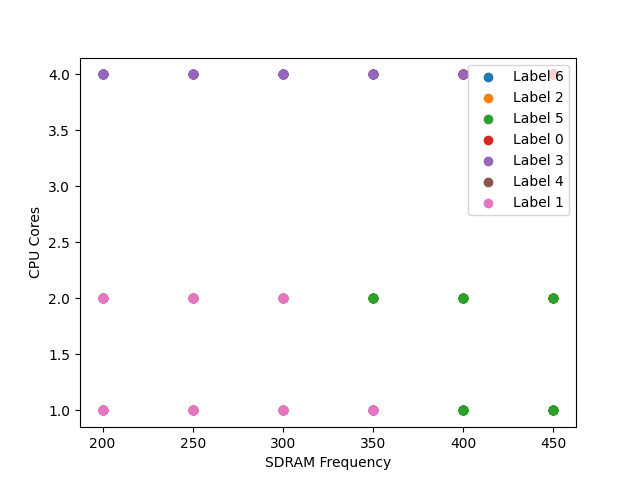 4.0
3.5
3.0
2.5
2.0
1.5
1.0
CPU Cores
200 250 300 350 400 450
SDRAM Frequency
Label 6
Label 2
Label 5
Label 0
Label 3
Label 4
Label 1